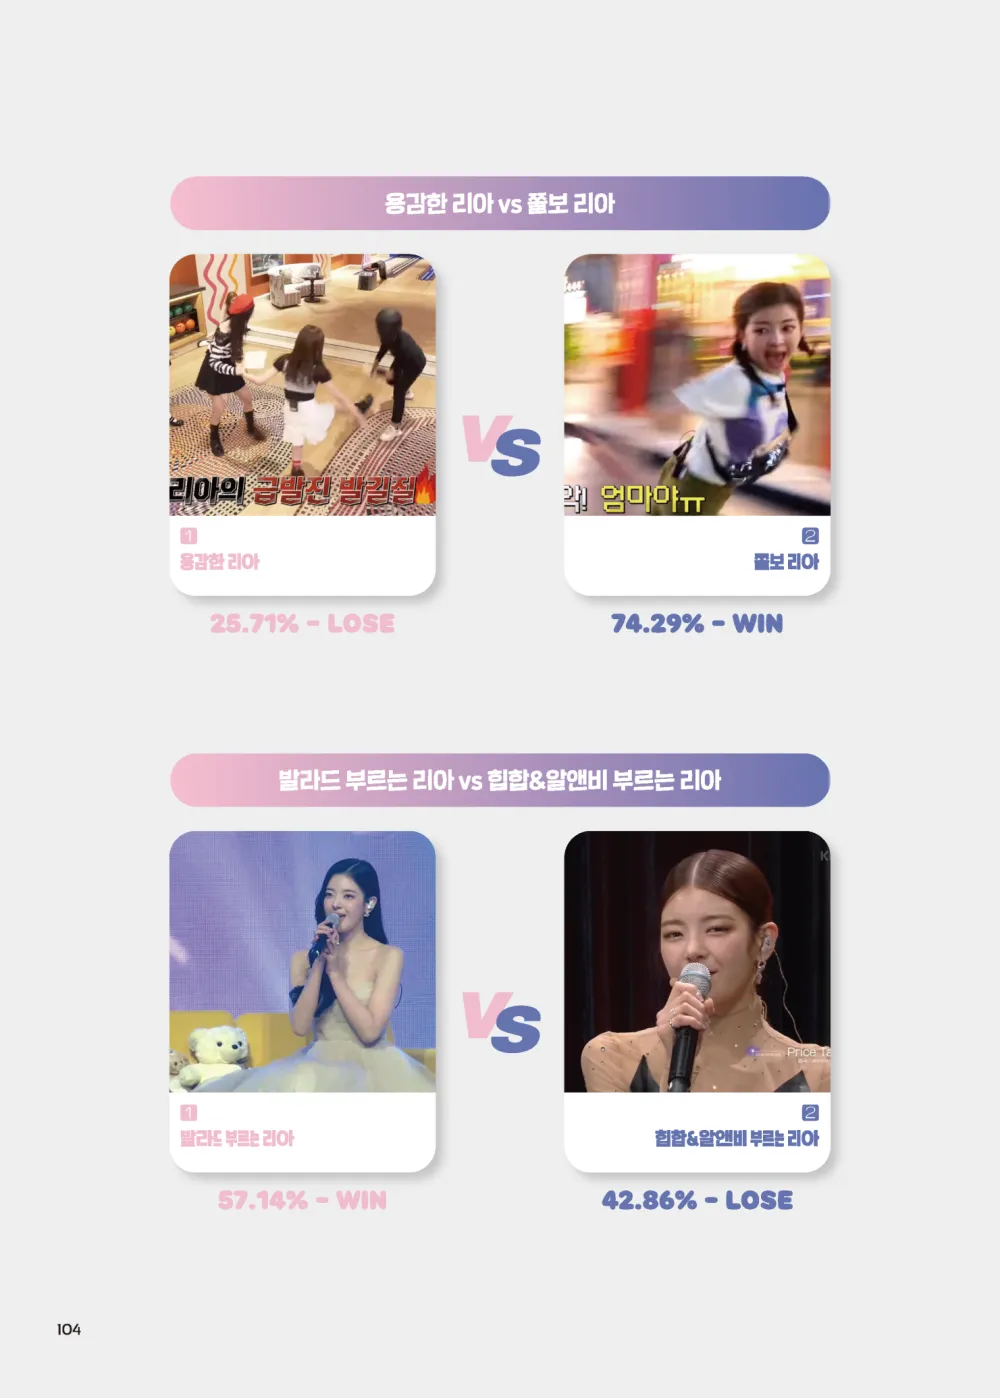 용감한 리아 vs 쫄보 리아
리아의 급발진 발길질
VS
악! 엄마야ㅠ
1
용감한 리아
2
쫄보 리아
25.71% - LOSE
74.29% - WIN
발라드 부르는 리아 vs 힙합&알앤비 부르는 리아
K
VS
Price Ta
1
발라드 부르는 리아
2
힙합&알앤비 부르는 리아
57.14% - WIN
42.86% - LOSE
104